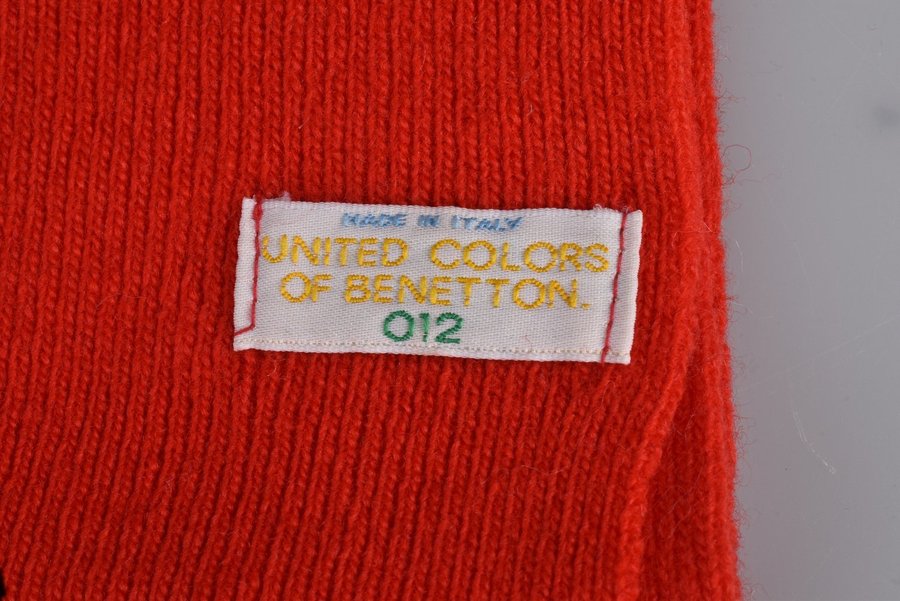 MADE IN ITALY
UNITED COLORS
OF BENETTON.
012